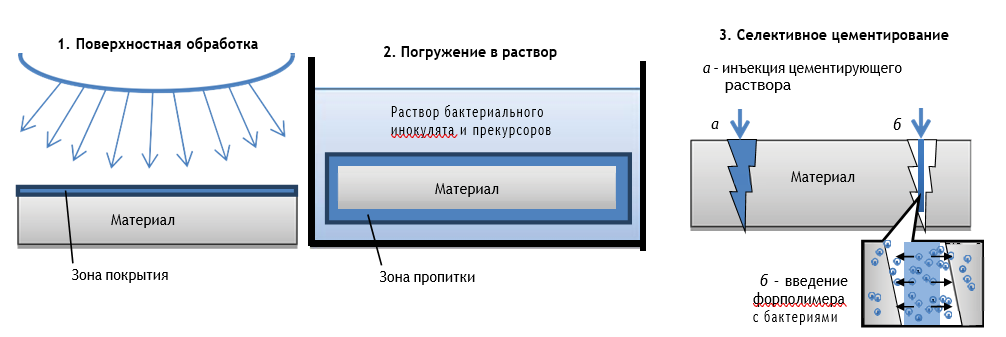 1. Поверхностная обработка
Материал
Зона покрытия
2. Погружение в раствор
Раствор бактериального
инокулята и прекурсоров
Материал
Зона пропитки
3. Селективное цементирование
а - инъекция цементирующего
раствора
а
б
Материал
б - введение
форполимера
с бактериями